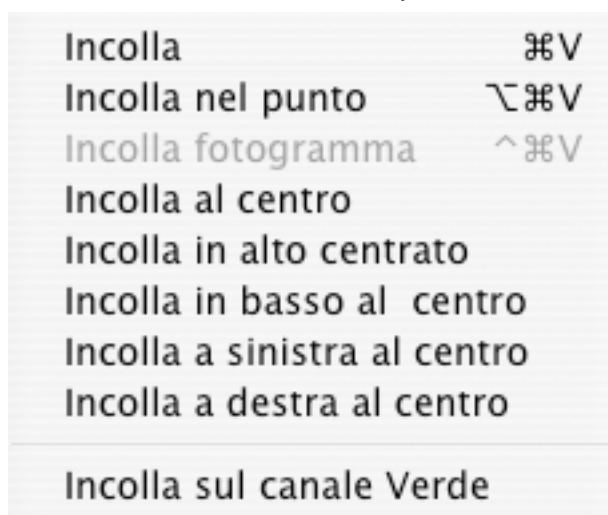 Incolla ⌘V
Incolla nel punto ⌥⌘V
Incolla fotogramma ^⌘V
Incolla al centro
Incolla in alto centrato
Incolla in basso al  centro
Incolla a sinistra al centro
Incolla a destra al centro
Incolla sul canale Verde